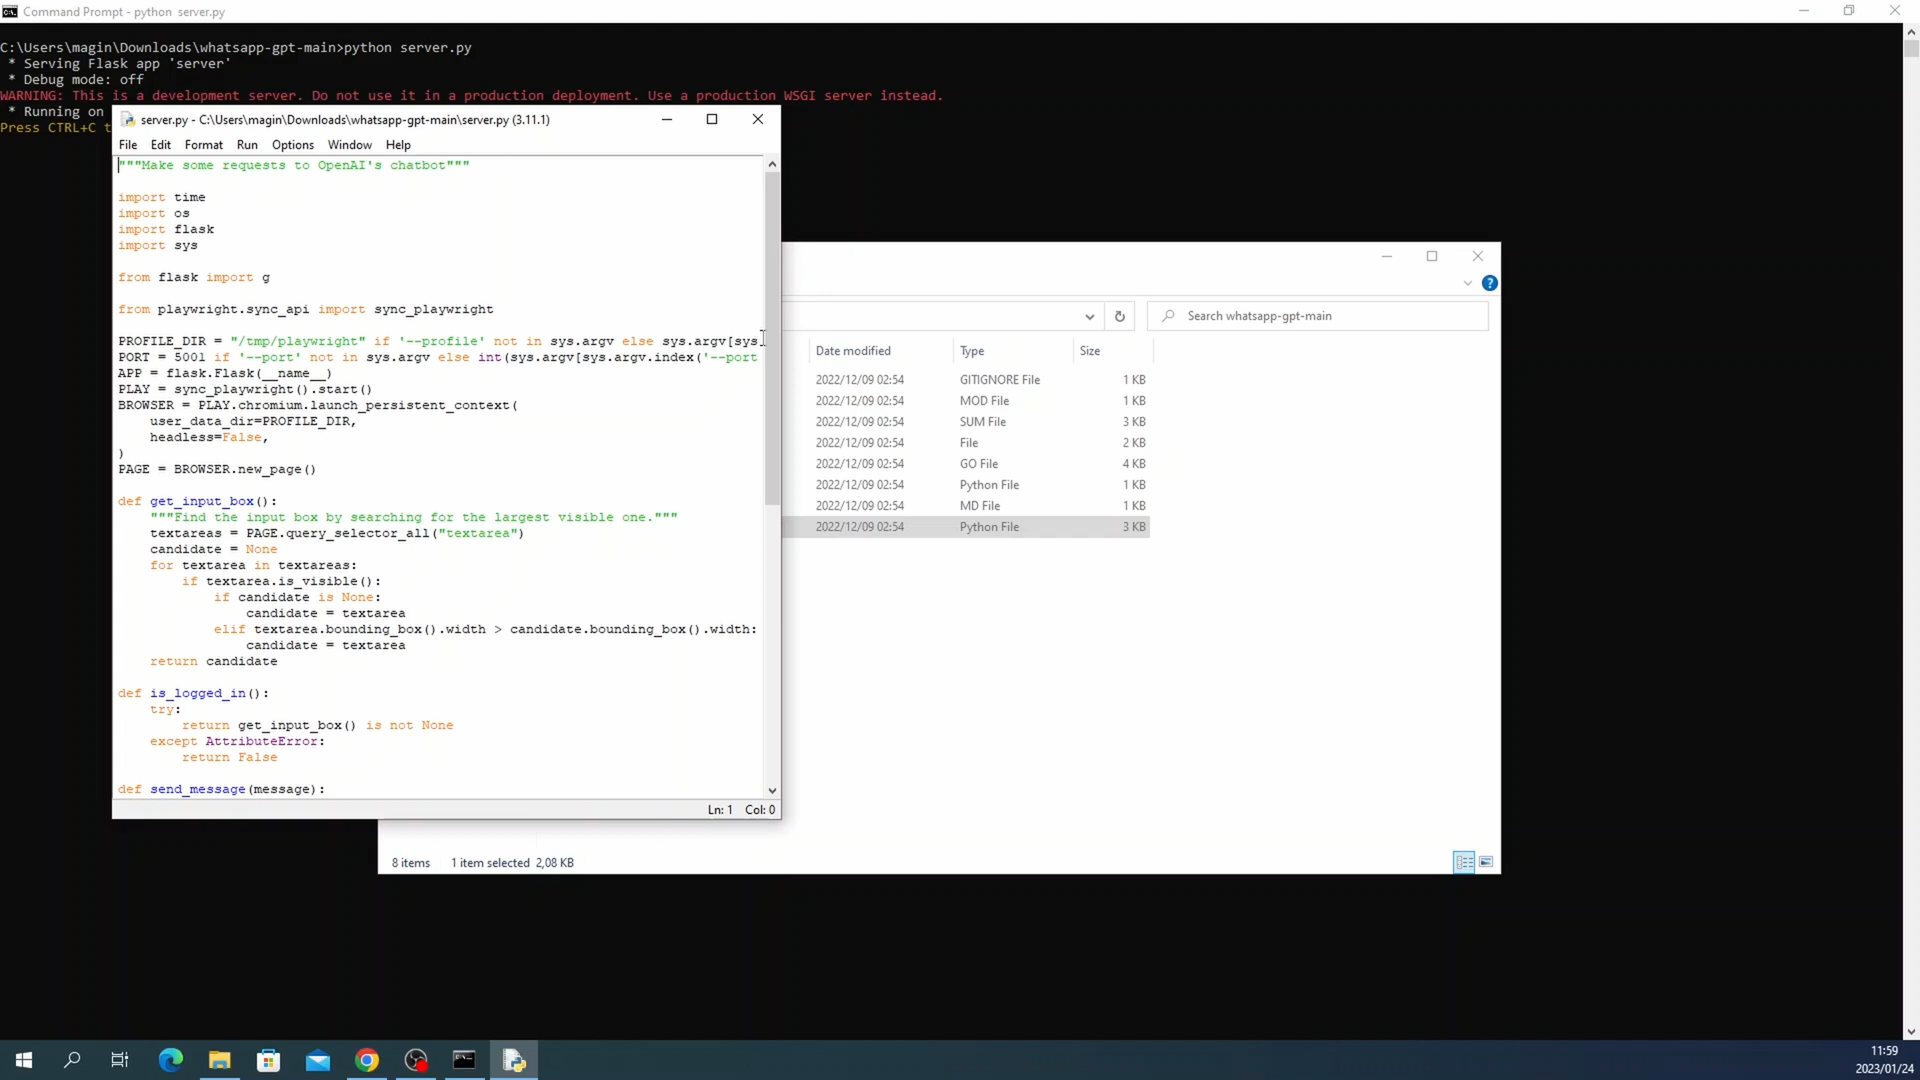 Command Prompt - python  server.py
C:\Users\magin\Downloads\whatsapp-gpt-main>python server.py
 * Serving Flask app 'server'
 * Debug mode: off
WARNING: This is a development server. Do not use it in a production deployment. Use a production WSGI server instead.
 * Running on
Press CTRL+C t
server.py - C:\Users\magin\Downloads\whatsapp-gpt-main\server.py (3.11.1)
File Edit Format Run Options Window Help
"""Make some requests to OpenAI's chatbot"""
import time
import os
import flask
import sys
from flask import g
from playwright.sync_api import sync_playwright
PROFILE_DIR = "/tmp/playwright" if '--profile' not in sys.argv else sys.argv[sys
PORT = 5001 if '--port' not in sys.argv else int(sys.argv[sys.argv.index('--port
APP = flask.Flask(__name__)
PLAY = sync_playwright().start()
BROWSER = PLAY.chromium.launch_persistent_context(
    user_data_dir=PROFILE_DIR,
    headless=False,
)
PAGE = BROWSER.new_page()
def get_input_box():
    """Find the input box by searching for the largest visible one."""
    textareas = PAGE.query_selector_all("textarea")
    candidate = None
    for textarea in textareas:
        if textarea.is_visible():
            if candidate is None:
                candidate = textarea
            elif textarea.bounding_box().width > candidate.bounding_box().width:
                candidate = textarea
    return candidate
def is_logged_in():
    try:
        return get_input_box() is not None
    except AttributeError:
        return False
def send_message(message):
Ln: 1 Col: 0
Search whatsapp-gpt-main
Date modified Type Size
2022/12/09 02:54 GITIGNORE File 1 KB
2022/12/09 02:54 MOD File 1 KB
2022/12/09 02:54 SUM File 3 KB
2022/12/09 02:54 File 2 KB
2022/12/09 02:54 GO File 4 KB
2022/12/09 02:54 Python File 1 KB
2022/12/09 02:54 MD File 1 KB
2022/12/09 02:54 Python File 3 KB
8 items 1 item selected 2,08 KB
11:59
2023/01/24